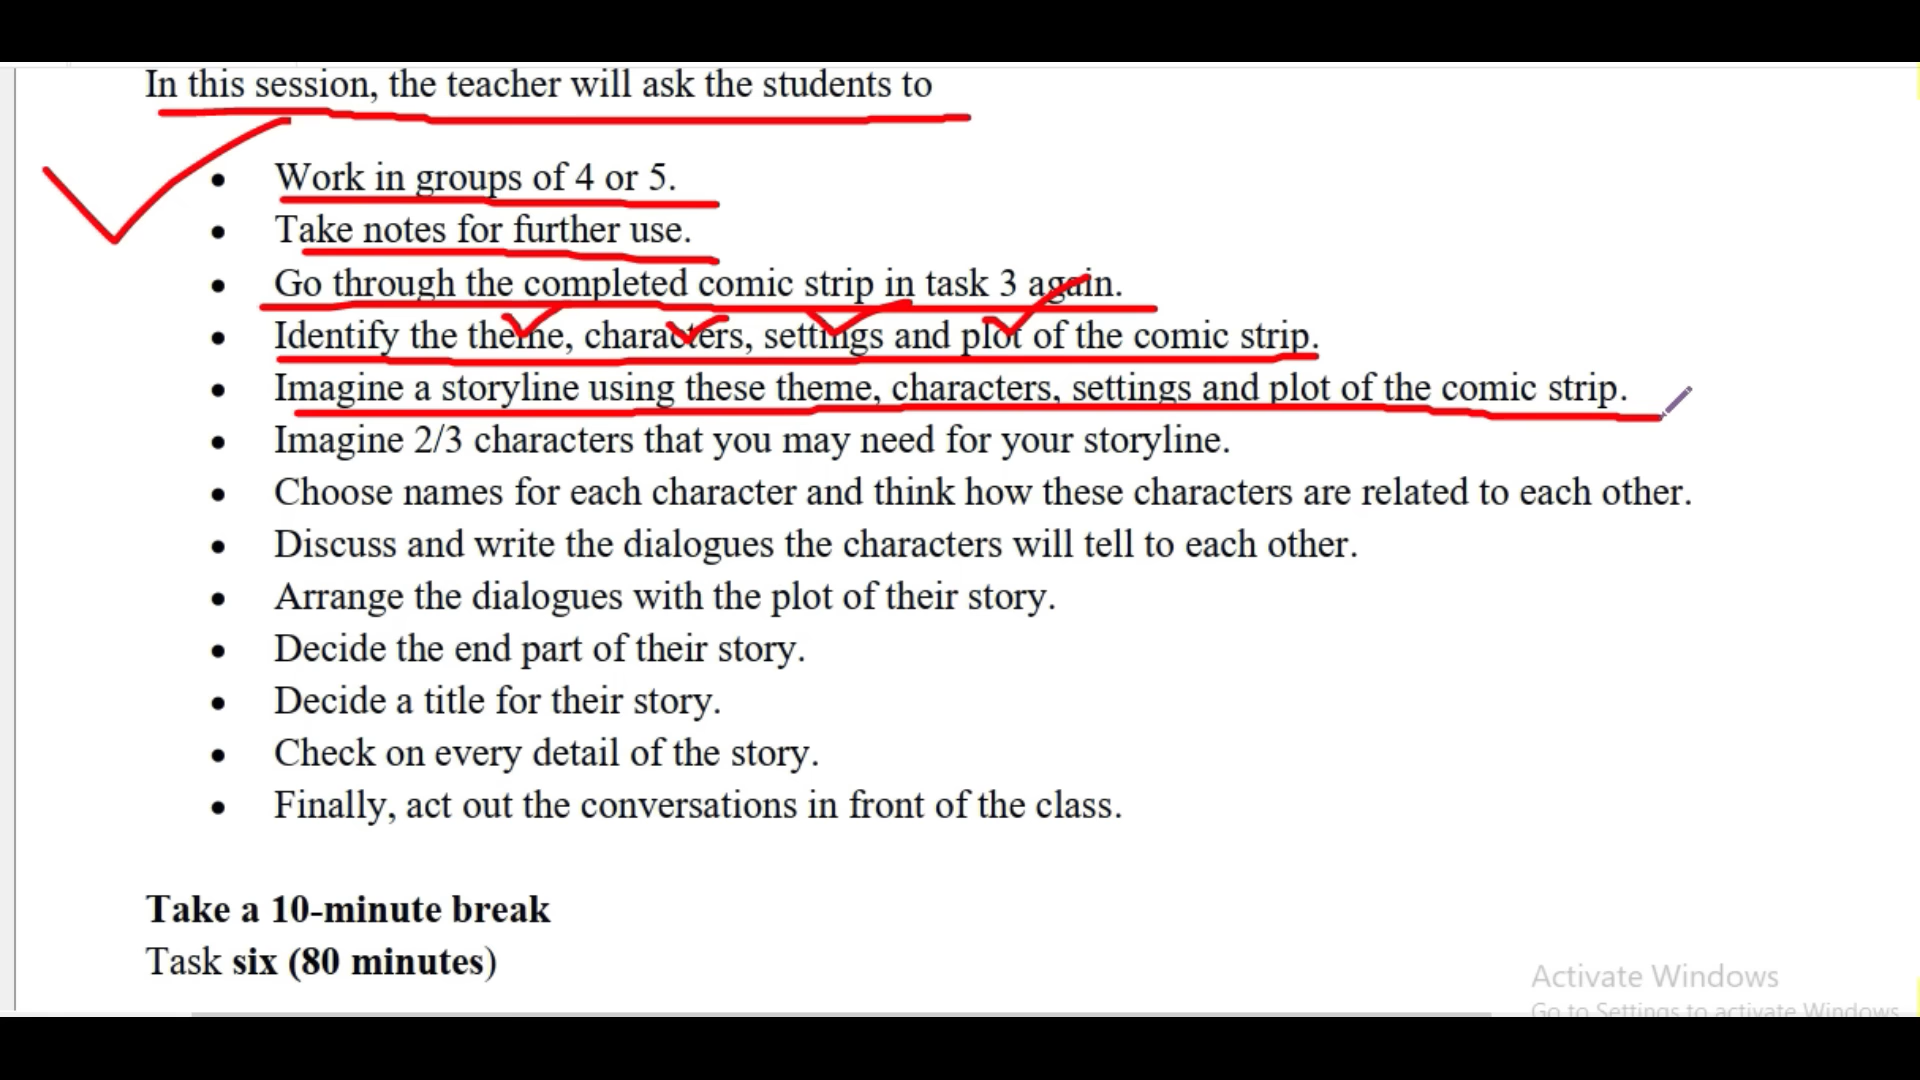 In this session, the teacher will ask the students to
• Work in groups of 4 or 5.
• Take notes for further use.
• Go through the completed comic strip in task 3 again.
• Identify the theme, characters, settings and plot of the comic strip.
• Imagine a storyline using these theme, characters, settings and plot of the comic strip.
• Imagine 2/3 characters that you may need for your storyline.
• Choose names for each character and think how these characters are related to each other.
• Discuss and write the dialogues the characters will tell to each other.
• Arrange the dialogues with the plot of their story.
• Decide the end part of their story.
• Decide a title for their story.
• Check on every detail of the story.
• Finally, act out the conversations in front of the class.
Take a 10-minute break
Task six (80 minutes)
Activate Windows
Go to Settings to activate Windows